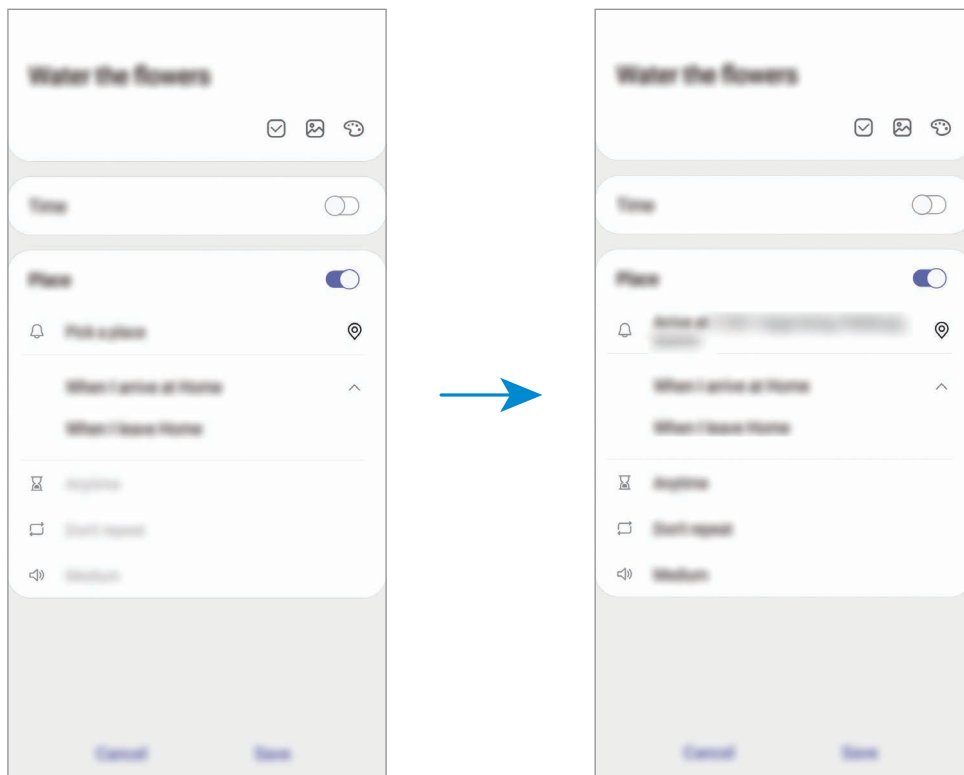 Water the flowers
Time
Place
Pick a place
When I arrive at Home
When I leave Home
Anytime
Don't repeat
Medium
Cancel
Save
Water the flowers
Time
Place
Arrive at
When I arrive at Home
When I leave Home
Anytime
Don't repeat
Medium
Cancel
Save